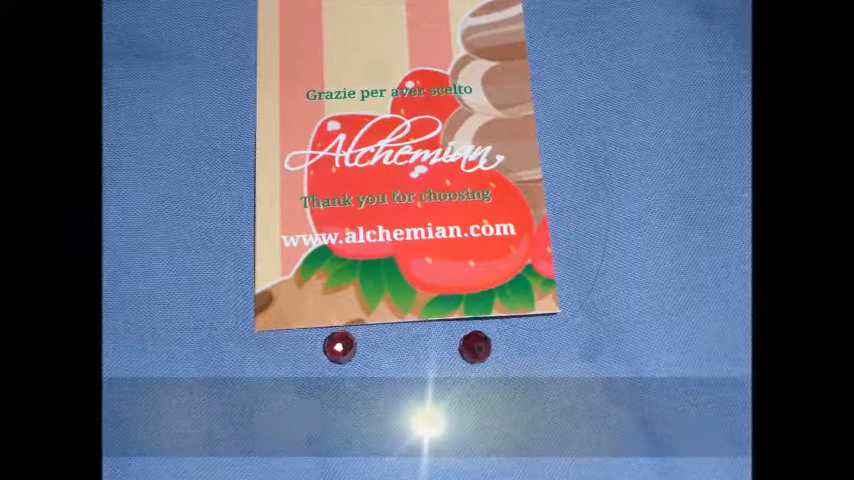 Grazie per aver scelto
Alchemian
Thank you for choosing
www.alchemian.com